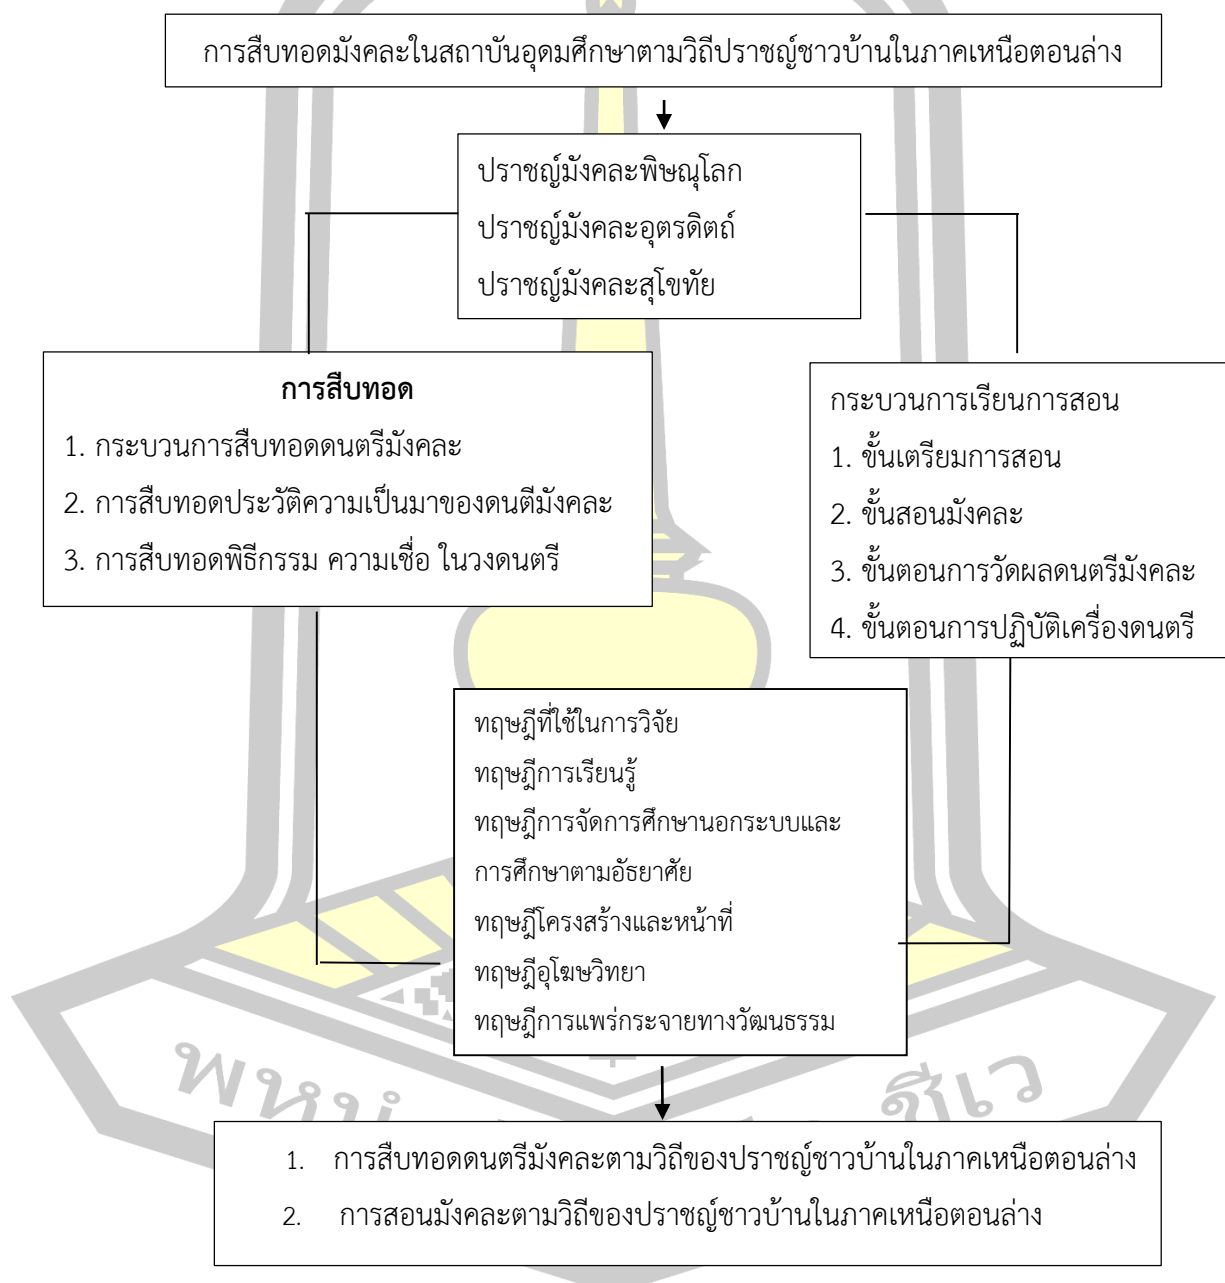 การสืบทอดมังคละในสถาบันอุดมศึกษาตามวิถีปราชญ์ชาวบ้านในภาคเหนือตอนล่าง
ปราชญ์มังคละพิษณุโลก
ปราชญ์มังคละอุตรดิตถ์
ปราชญ์มังคละสุโขทัย
การสืบทอด
1. กระบวนการสืบทอดดนตรีมังคละ
2. การสืบทอดประวัติความเป็นมาของดนตีมังคละ
3. การสืบทอดพิธีกรรม ความเชื่อ ในวงดนตรี
กระบวนการเรียนการสอน
1. ขั้นเตรียมการสอน
2. ขั้นสอนมังคละ
3. ขั้นตอนการวัดผลดนตรีมังคละ
4. ขั้นตอนการปฏิบัติเครื่องดนตรี
ทฤษฎีที่ใช้ในการวิจัย
ทฤษฎีการเรียนรู้
ทฤษฎีการจัดการศึกษานอกระบบและ
การศึกษาตามอัธยาศัย
ทฤษฎีโครงสร้างและหน้าที่
ทฤษฎีอุโฆษวิทยา
ทฤษฎีการแพร่กระจายทางวัฒนธรรม
พหูน ชีเว
1. การสืบทอดดนตรีมังคละตามวิถีของปราชญ์ชาวบ้านในภาคเหนือตอนล่าง
2. การสอนมังคละตามวิถีของปราชญ์ชาวบ้านในภาคเหนือตอนล่าง